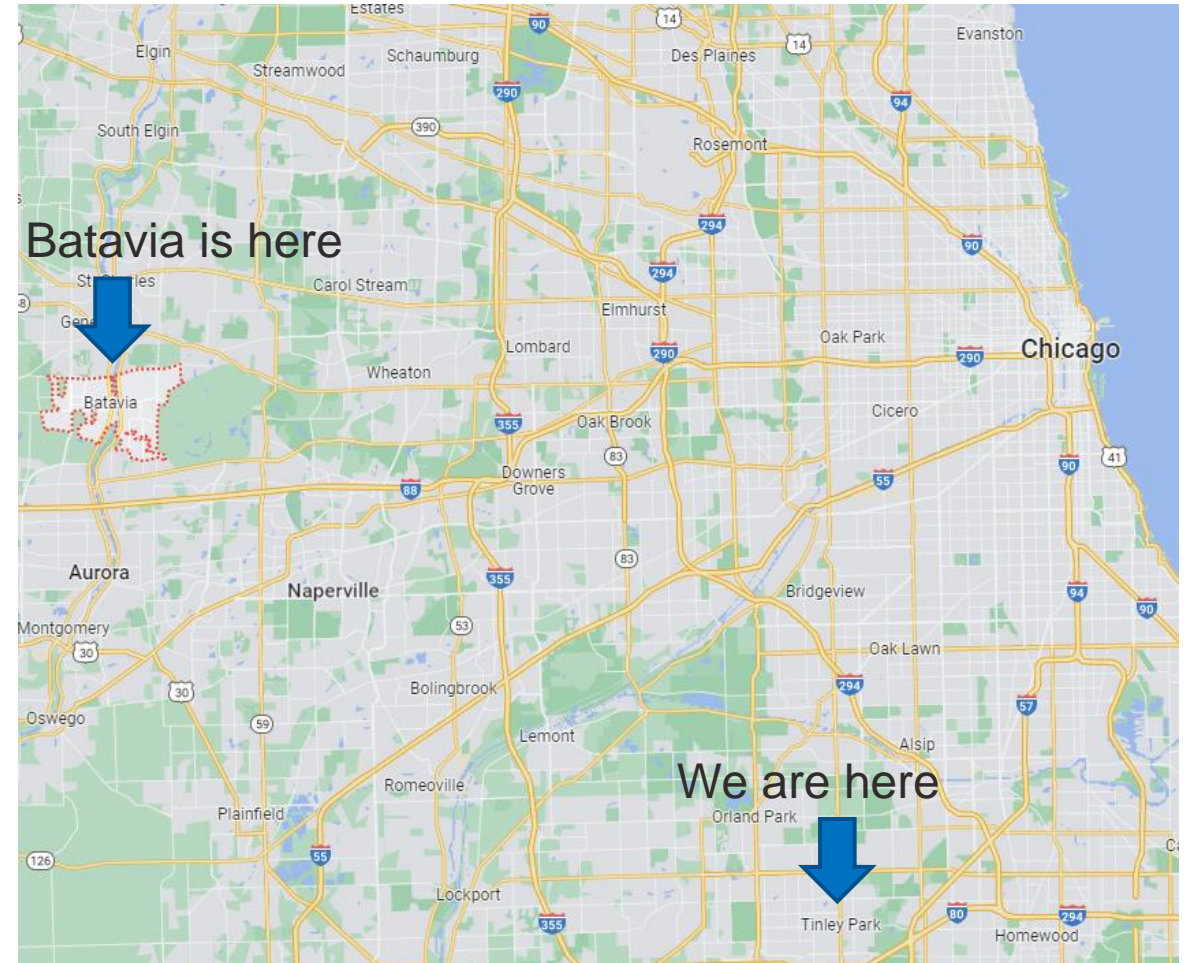 Estates
90
14
14
Evanston
Elgin
Schaumburg
Des Plaines
Streamwood
290
94
South Elgin
390
Rosemont
294
Batavia is here
90
294
St
rles
Carol Stream
Elmhurst
Gene
Lombard
290
Oak Park
290
Chicago
Wheaton
Batavia
355
Oak Brook
Cicero
83
41
90
Downers
Grove
88
55
83
Aurora
355
Naperville
Bridgeview
94
90
Montgomery
53
30
Oak Lawn
30
Bolingbrook
294
57
Oswego
59
Lemont
Alsip
We are here
Romeoville
Orland Park
Plainfield
126
55
Ca
Lockport
355
Tinley Park
80
294
Homewood